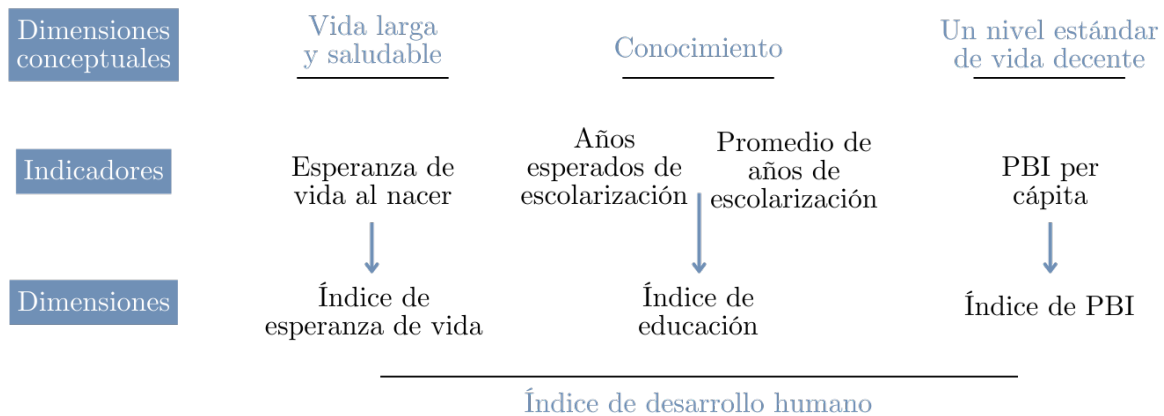 Dimensiones
conceptuales
Vida larga
y saludable
Conocimiento
Un nivel estándar
de vida decente
Indicadores
Esperanza de
vida al nacer
Años
esperados de
escolarización
Promedio de
años de
escolarización
PBI per
cápita
Dimensiones
Índice de
esperanza de vida
Índice de
educación
Índice de PBI
Índice de desarrollo humano